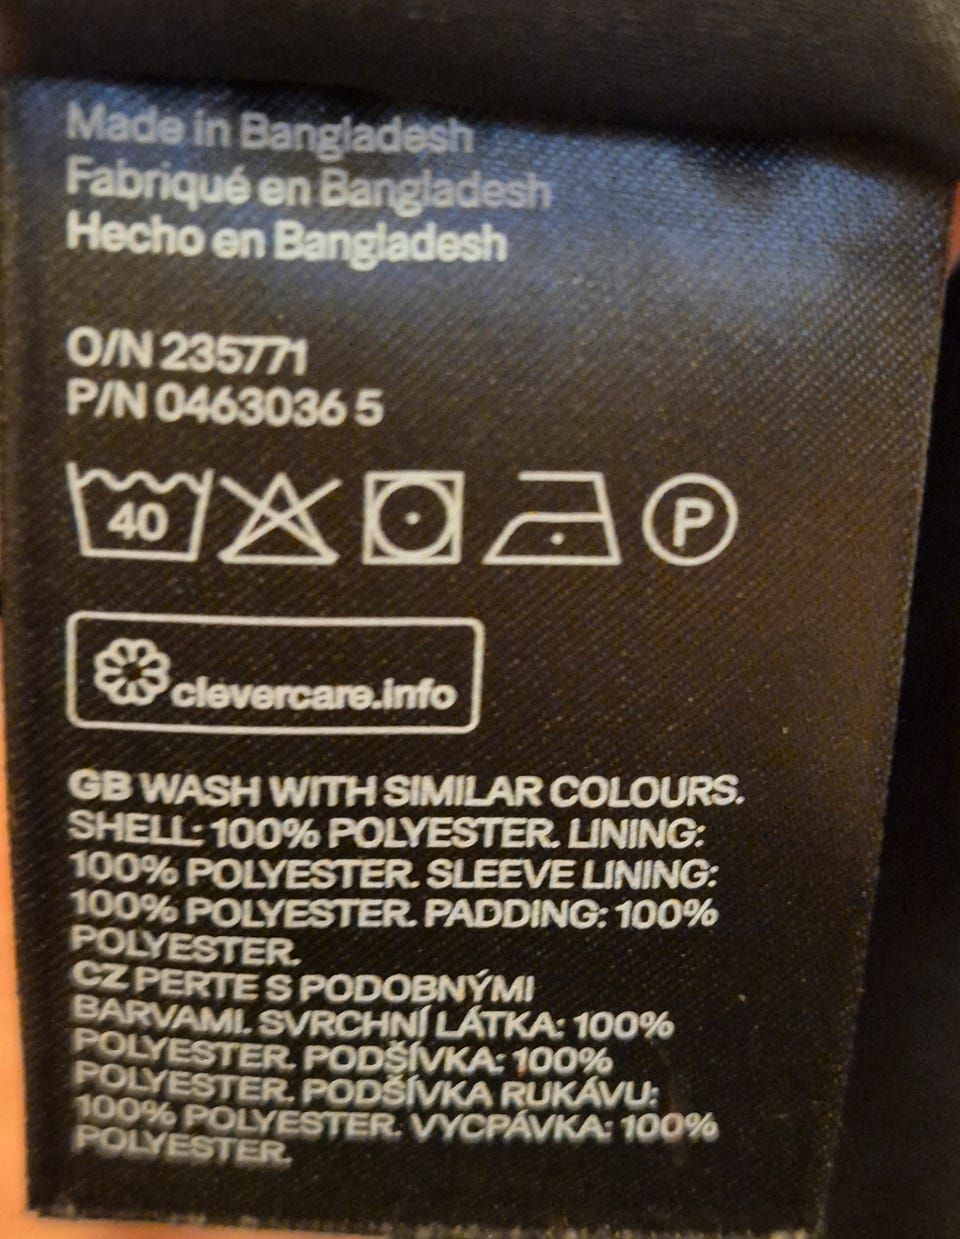 Made in Bangladesh
Fabriqué en Bangladesh
Hecho en Bangladesh
O/N 235771
P/N 0463036 5
40 P
clevercare.info
GB WASH WITH SIMILAR COLOURS.
SHELL: 100% POLYESTER. LINING:
100% POLYESTER. SLEEVE LINING:
100% POLYESTER. PADDING: 100%
POLYESTER.
CZ PERTE S PODOBNÝMI
BARVAMI. SVRCHNÍ LÁTKA: 100%
POLYESTER. PODŠÍVKA: 100%
POLYESTER. PODŠÍVKA RUKÁVU:
100% POLYESTER. VYCPÁVKA: 100%
POLYESTER.